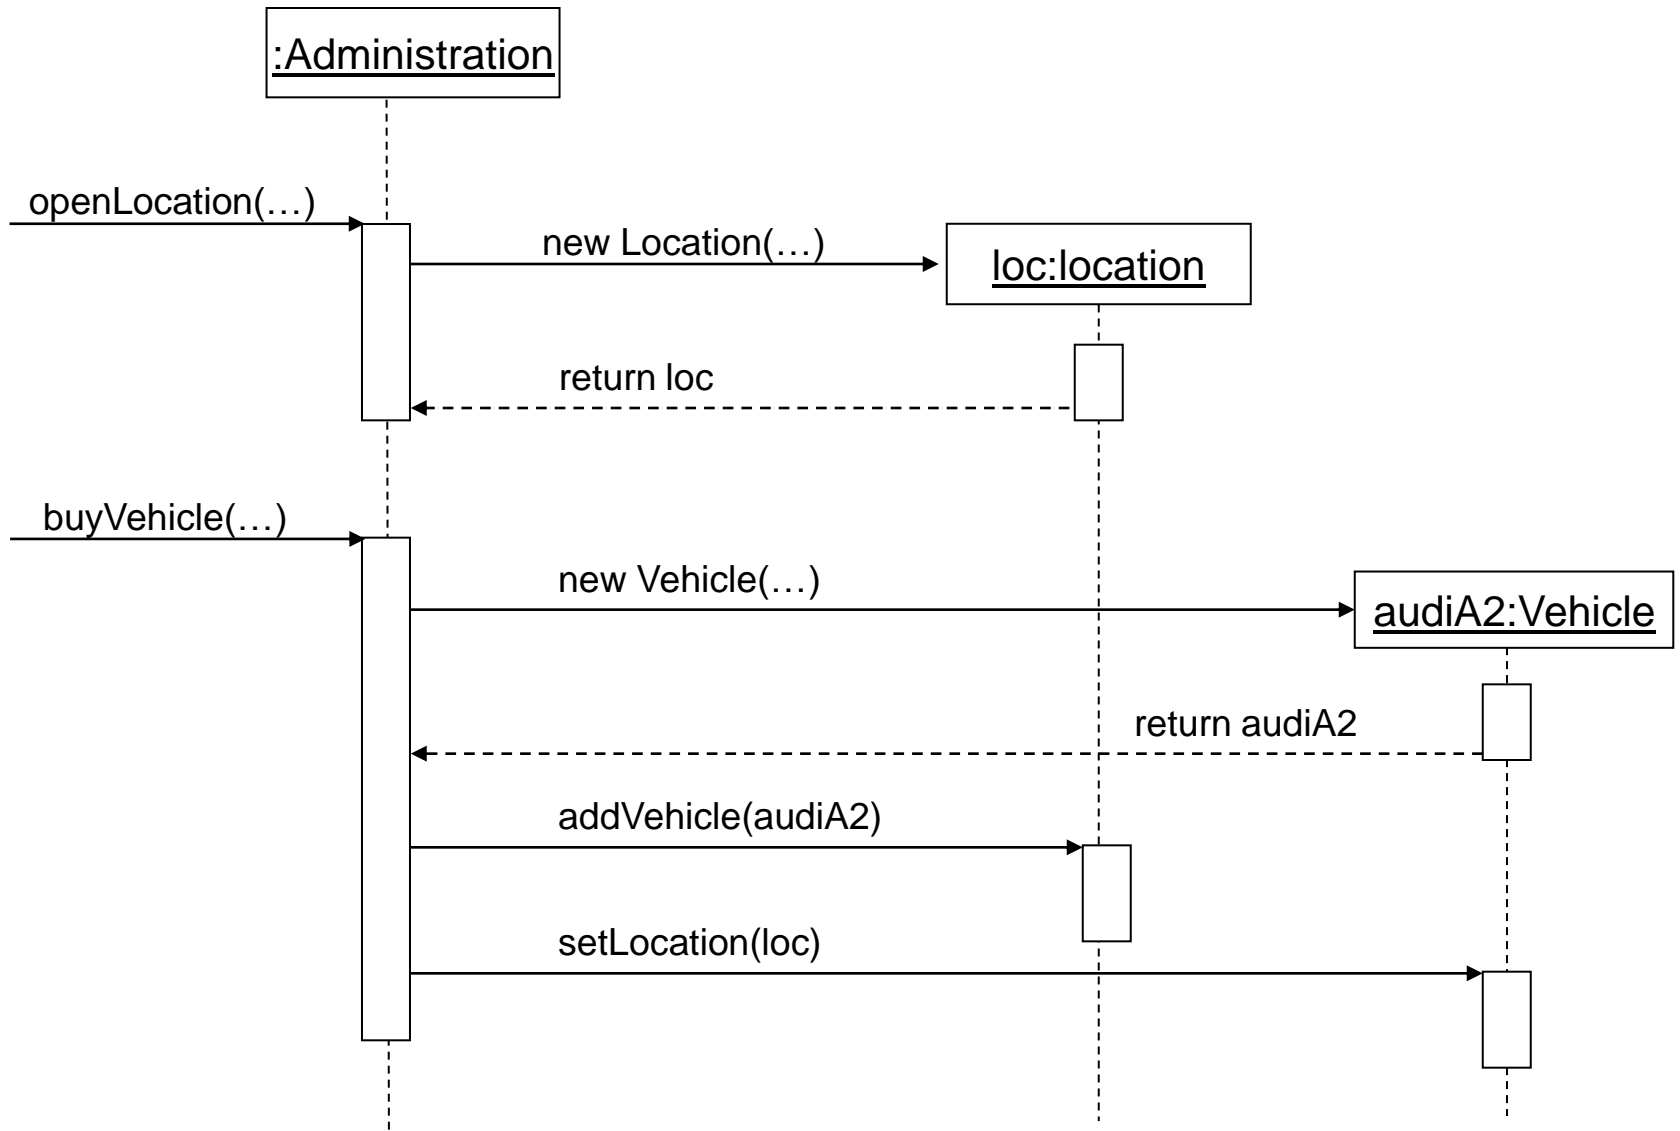 :Administration
openLocation(…)
new Location(…)
loc:location
return loc
buyVehicle(…)
new Vehicle(…)
audiA2:Vehicle
return audiA2
addVehicle(audiA2)
setLocation(loc)